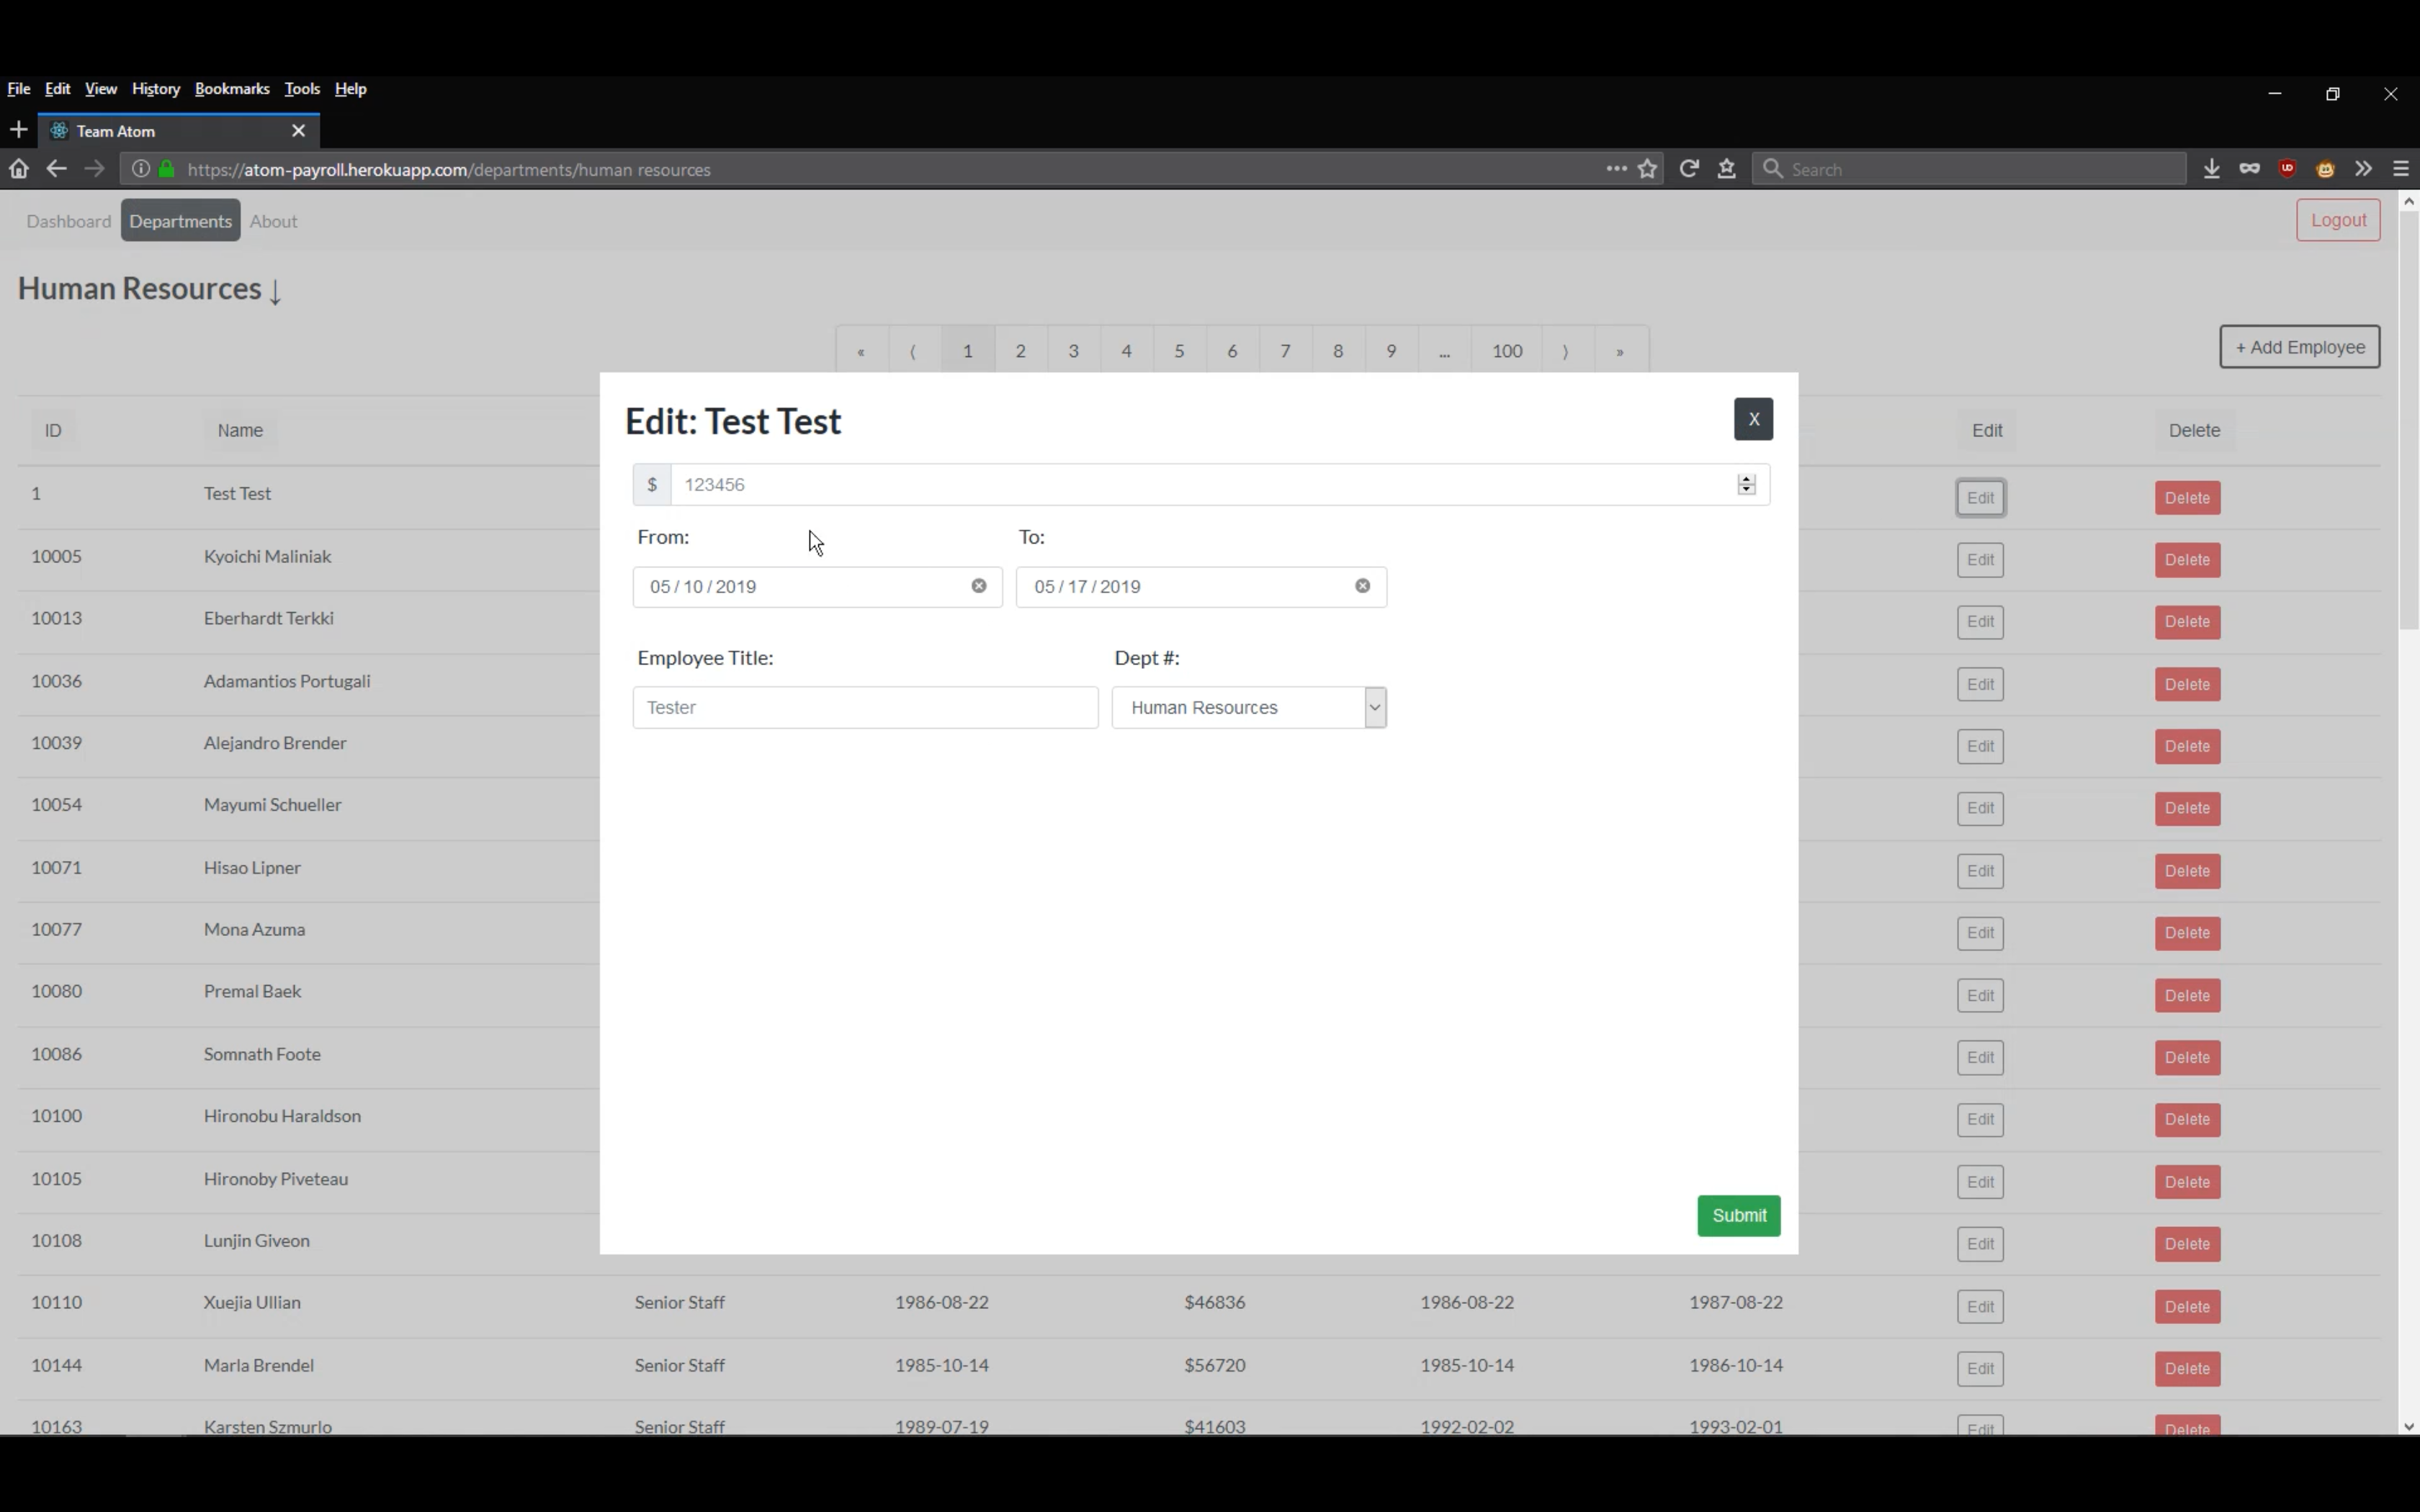 File Edit View History Bookmarks Tools Help
Team Atom
https://atom-payroll.herokuapp.com/departments/human resources
Search
Dashboard Departments About Logout
Human Resources ↓
« ⟨ 1 2 3 4 5 6 7 8 9 ... 100 ⟩ »
+ Add Employee
Edit: Test Test X
$ 123456
From: To:
05 / 10 / 2019 05 / 17 / 2019
Employee Title: Dept #:
Tester Human Resources
Submit
ID Name Edit Delete
1 Test Test Edit Delete
10005 Kyoichi Maliniak Edit Delete
10013 Eberhardt Terkki Edit Delete
10036 Adamantios Portugali Edit Delete
10039 Alejandro Brender Edit Delete
10054 Mayumi Schueller Edit Delete
10071 Hisao Lipner Edit Delete
10077 Mona Azuma Edit Delete
10080 Premal Baek Edit Delete
10086 Somnath Foote Edit Delete
10100 Hironobu Haraldson Edit Delete
10105 Hironoby Piveteau Edit Delete
10108 Lunjin Giveon Edit Delete
10110 Xuejia Ullian Senior Staff 1986-08-22 $46836 1986-08-22 1987-08-22 Edit Delete
10144 Marla Brendel Senior Staff 1985-10-14 $56720 1985-10-14 1986-10-14 Edit Delete
10163 Karsten Szmurlo Senior Staff 1989-07-19 $41603 1992-02-02 1993-02-01 Edit Delete